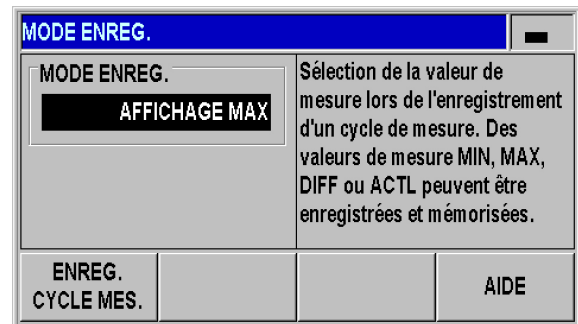 MODE ENREG.
MODE ENREG.
AFFICHAGE MAX
Sélection de la valeur de
mesure lors de l'enregistrement
d'un cycle de mesure. Des
valeurs de mesure MIN, MAX,
DIFF ou ACTL peuvent être
enregistrées et mémorisées.
ENREG.
CYCLE MES.
AIDE